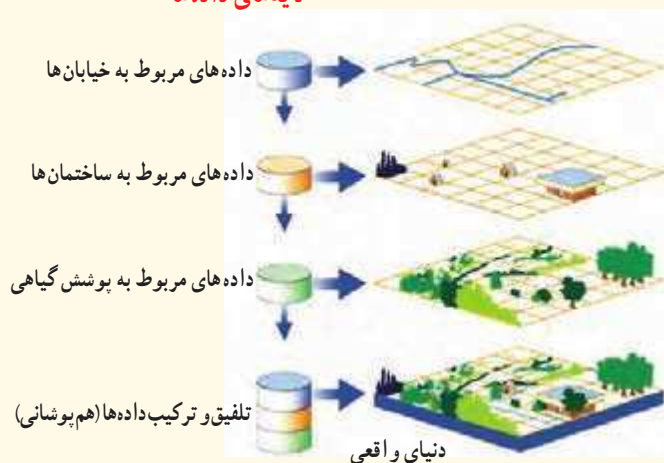 داده‌های مربوط به خیابان‌ها
داده‌های مربوط به ساختمان‌ها
داده‌های مربوط به پوشش گیاهی
تلفیق و ترکیب داده‌ها (هم‌پوشانی)
دنیای واقعی